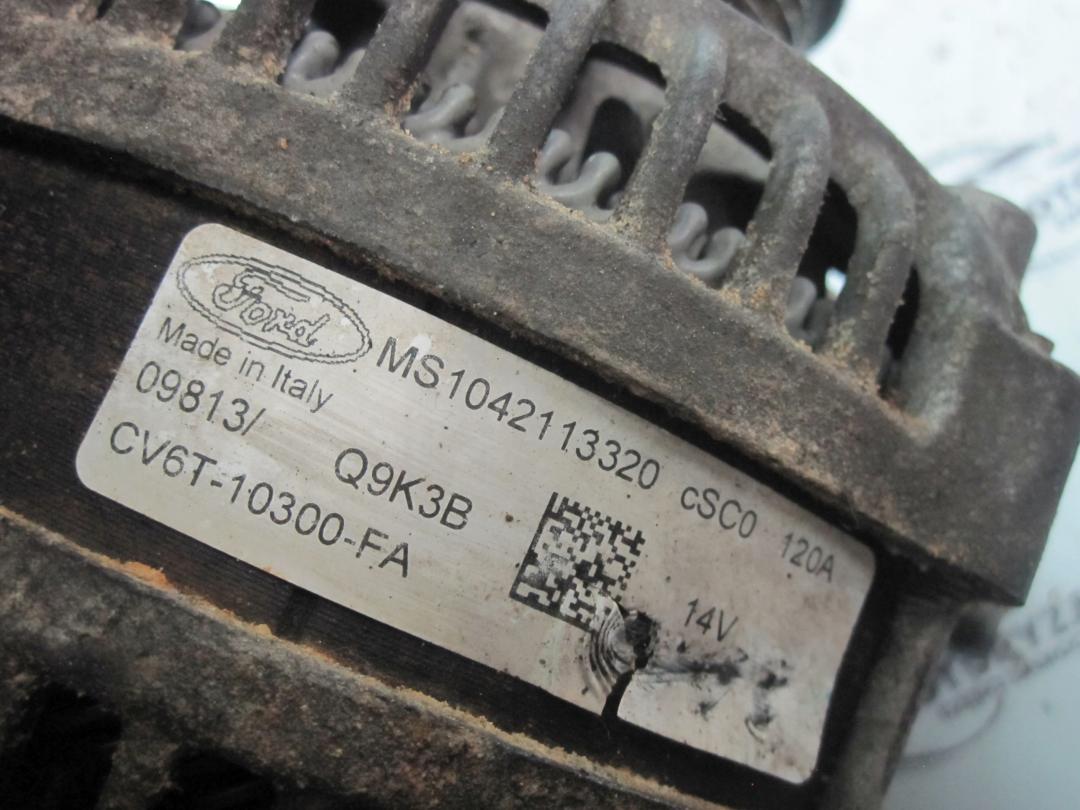 Ford MS1042113320 cSC0 120A
Made in Italy
09813/ Q9K3B 14V
CV6T-10300-FA